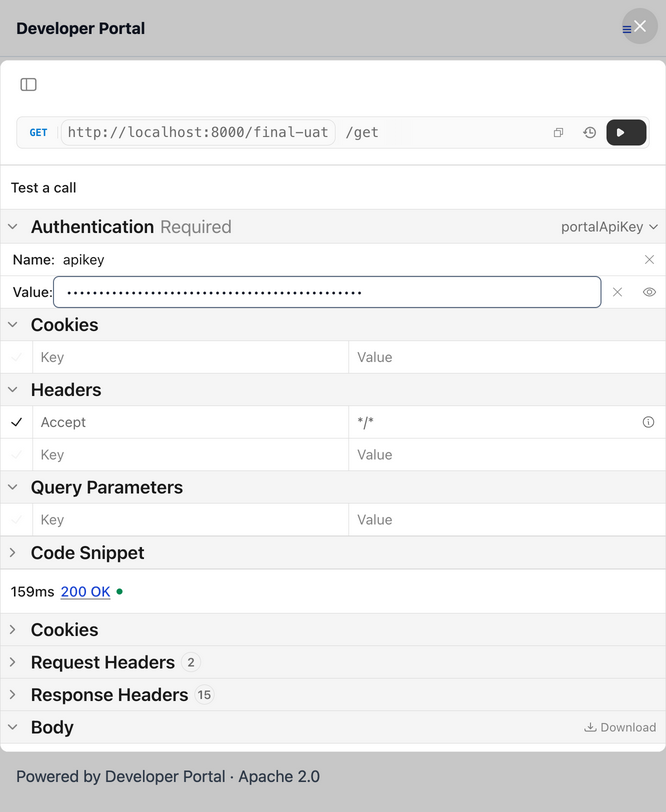 Developer Portal
GET http://localhost:8000/final-uat /get
Test a call
Authentication Required portalApiKey
Name: apikey
Value: ••••••••••••••••••••••••••••••••••••••••••••••
Cookies
Key Value
Headers
Accept */*
Key Value
Query Parameters
Key Value
Code Snippet
159ms 200 OK
Cookies
Request Headers 2
Response Headers 15
Body Download
Powered by Developer Portal · Apache 2.0